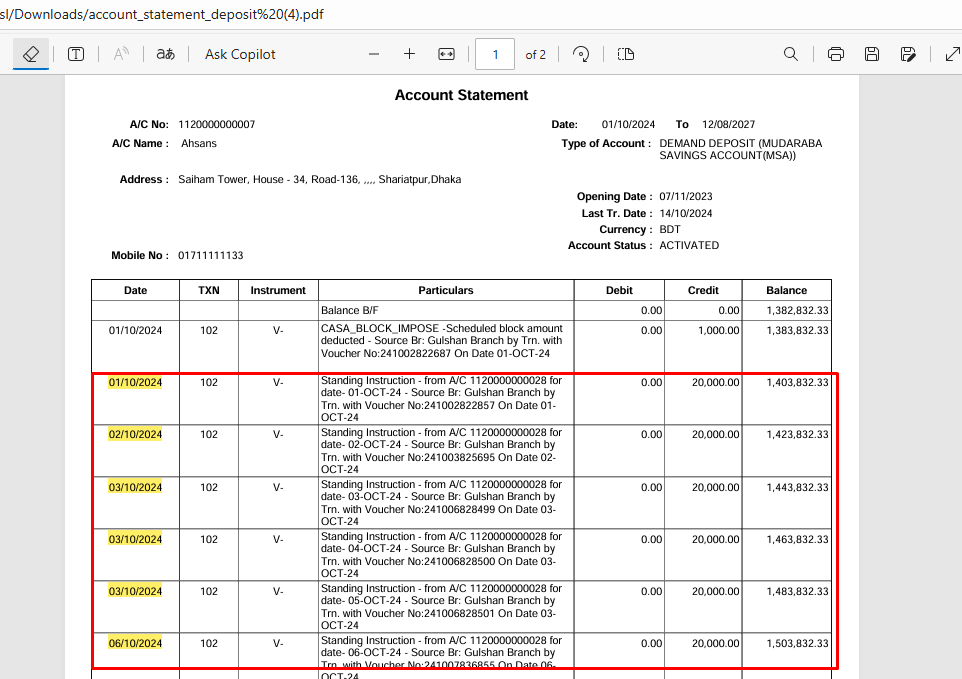 sl/Downloads/account_statement_deposit%20(4).pdf
Ask Copilot
1 of 2
Account Statement
A/C No: 1120000000007 Date: 01/10/2024 To 12/08/2027
A/C Name : Ahsans Type of Account : DEMAND DEPOSIT (MUDARABA
SAVINGS ACCOUNT(MSA))
Address : Saiham Tower, House - 34, Road-136, ,,,, Shariatpur,Dhaka
Opening Date : 07/11/2023
Last Tr. Date : 14/10/2024
Currency : BDT
Account Status : ACTIVATED
Mobile No : 01711111133
Date TXN Instrument Particulars Debit Credit Balance
Balance B/F 0.00 0.00 1,382,832.33
01/10/2024 102 V- CASA_BLOCK_IMPOSE -Scheduled block amount 0.00 1,000.00 1,383,832.33
deducted - Source Br: Gulshan Branch by Trn. with
Voucher No:241002822687 On Date 01-OCT-24
01/10/2024 102 V- Standing Instruction - from A/C 1120000000028 for 0.00 20,000.00 1,403,832.33
date- 01-OCT-24 - Source Br: Gulshan Branch by
Trn. with Voucher No:241002822857 On Date 01-
OCT-24
02/10/2024 102 V- Standing Instruction - from A/C 1120000000028 for 0.00 20,000.00 1,423,832.33
date- 02-OCT-24 - Source Br: Gulshan Branch by
Trn. with Voucher No:241003825695 On Date 02-
OCT-24
03/10/2024 102 V- Standing Instruction - from A/C 1120000000028 for 0.00 20,000.00 1,443,832.33
date- 03-OCT-24 - Source Br: Gulshan Branch by
Trn. with Voucher No:241006828499 On Date 03-
OCT-24
03/10/2024 102 V- Standing Instruction - from A/C 1120000000028 for 0.00 20,000.00 1,463,832.33
date- 04-OCT-24 - Source Br: Gulshan Branch by
Trn. with Voucher No:241006828500 On Date 03-
OCT-24
03/10/2024 102 V- Standing Instruction - from A/C 1120000000028 for 0.00 20,000.00 1,483,832.33
date- 05-OCT-24 - Source Br: Gulshan Branch by
Trn. with Voucher No:241006828501 On Date 03-
OCT-24
06/10/2024 102 V- Standing Instruction - from A/C 1120000000028 for 0.00 20,000.00 1,503,832.33
date- 06-OCT-24 - Source Br: Gulshan Branch by
Trn. with Voucher No:241007836855 On Date 06-
OCT-24